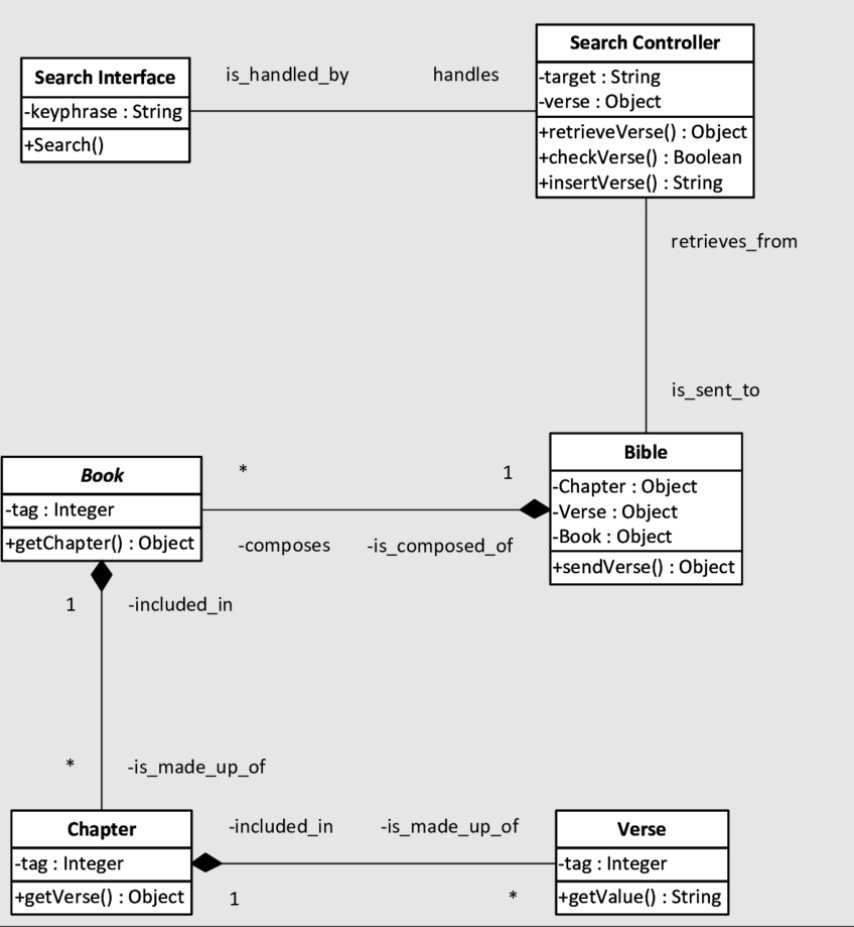 Search Interface
-keyphrase : String
+Search()
is_handled_by
handles
Search Controller
-target : String
-verse : Object
+retrieveVerse() : Object
+checkVerse() : Boolean
+insertVerse() : String
retrieves_from
is_sent_to
Book
-tag : Integer
+getChapter() : Object
*
1
-composes
-is_composed_of
Bible
-Chapter : Object
-Verse : Object
-Book : Object
+sendVerse() : Object
1
-included_in
*
-is_made_up_of
Chapter
-tag : Integer
+getVerse() : Object
-included_in
-is_made_up_of
1
*
Verse
-tag : Integer
+getValue() : String